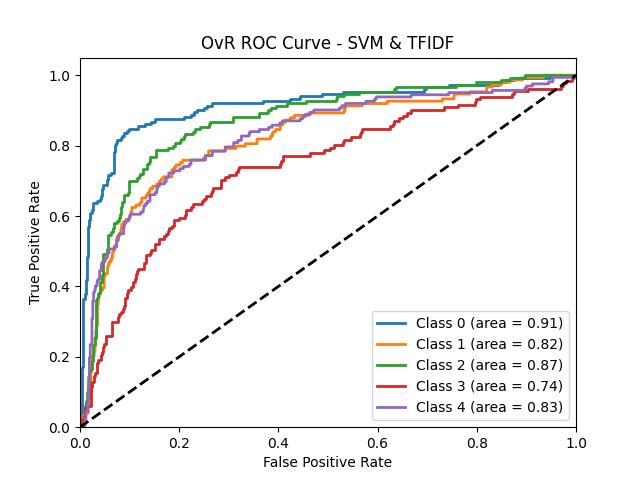 OvR ROC Curve - SVM & TFIDF
1.0
0.8
0.6
0.4
0.2
0.0
True Positive Rate
Class 0 (area = 0.91)
Class 1 (area = 0.82)
Class 2 (area = 0.87)
Class 3 (area = 0.74)
Class 4 (area = 0.83)
0.0 0.2 0.4 0.6 0.8 1.0
False Positive Rate